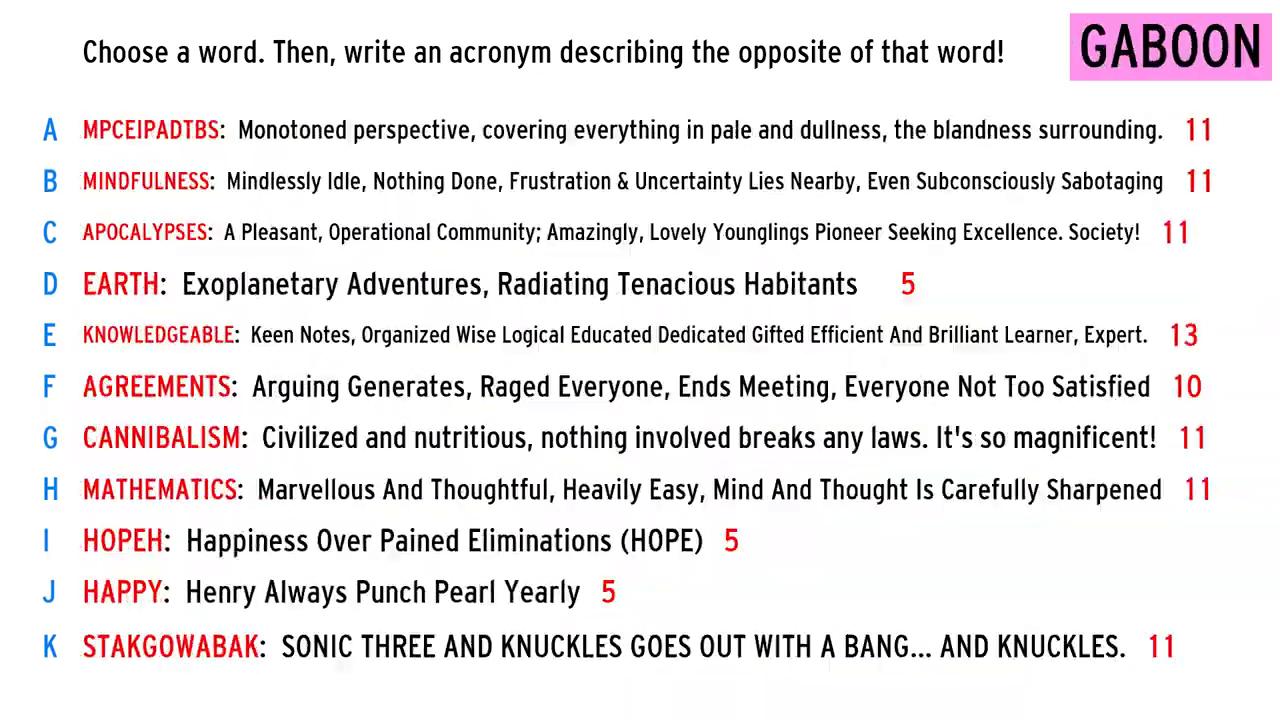 Choose a word. Then, write an acronym describing the opposite of that word! GABOON
A MPCEIPADTBS: Monotoned perspective, covering everything in pale and dullness, the blandness surrounding. 11
B MINDFULNESS: Mindlessly Idle, Nothing Done, Frustration & Uncertainty Lies Nearby, Even Subconsciously Sabotaging 11
C APOCALYPSES: A Pleasant, Operational Community; Amazingly, Lovely Younglings Pioneer Seeking Excellence. Society! 11
D EARTH: Exoplanetary Adventures, Radiating Tenacious Habitants 5
E KNOWLEDGEABLE: Keen Notes, Organized Wise Logical Educated Dedicated Gifted Efficient And Brilliant Learner, Expert. 13
F AGREEMENTS: Arguing Generates, Raged Everyone, Ends Meeting, Everyone Not Too Satisfied 10
G CANNIBALISM: Civilized and nutritious, nothing involved breaks any laws. It's so magnificent! 11
H MATHEMATICS: Marvellous And Thoughtful, Heavily Easy, Mind And Thought Is Carefully Sharpened 11
I HOPEH: Happiness Over Pained Eliminations (HOPE) 5
J HAPPY: Henry Always Punch Pearl Yearly 5
K STAKGOWABAK: SONIC THREE AND KNUCKLES GOES OUT WITH A BANG... AND KNUCKLES. 11